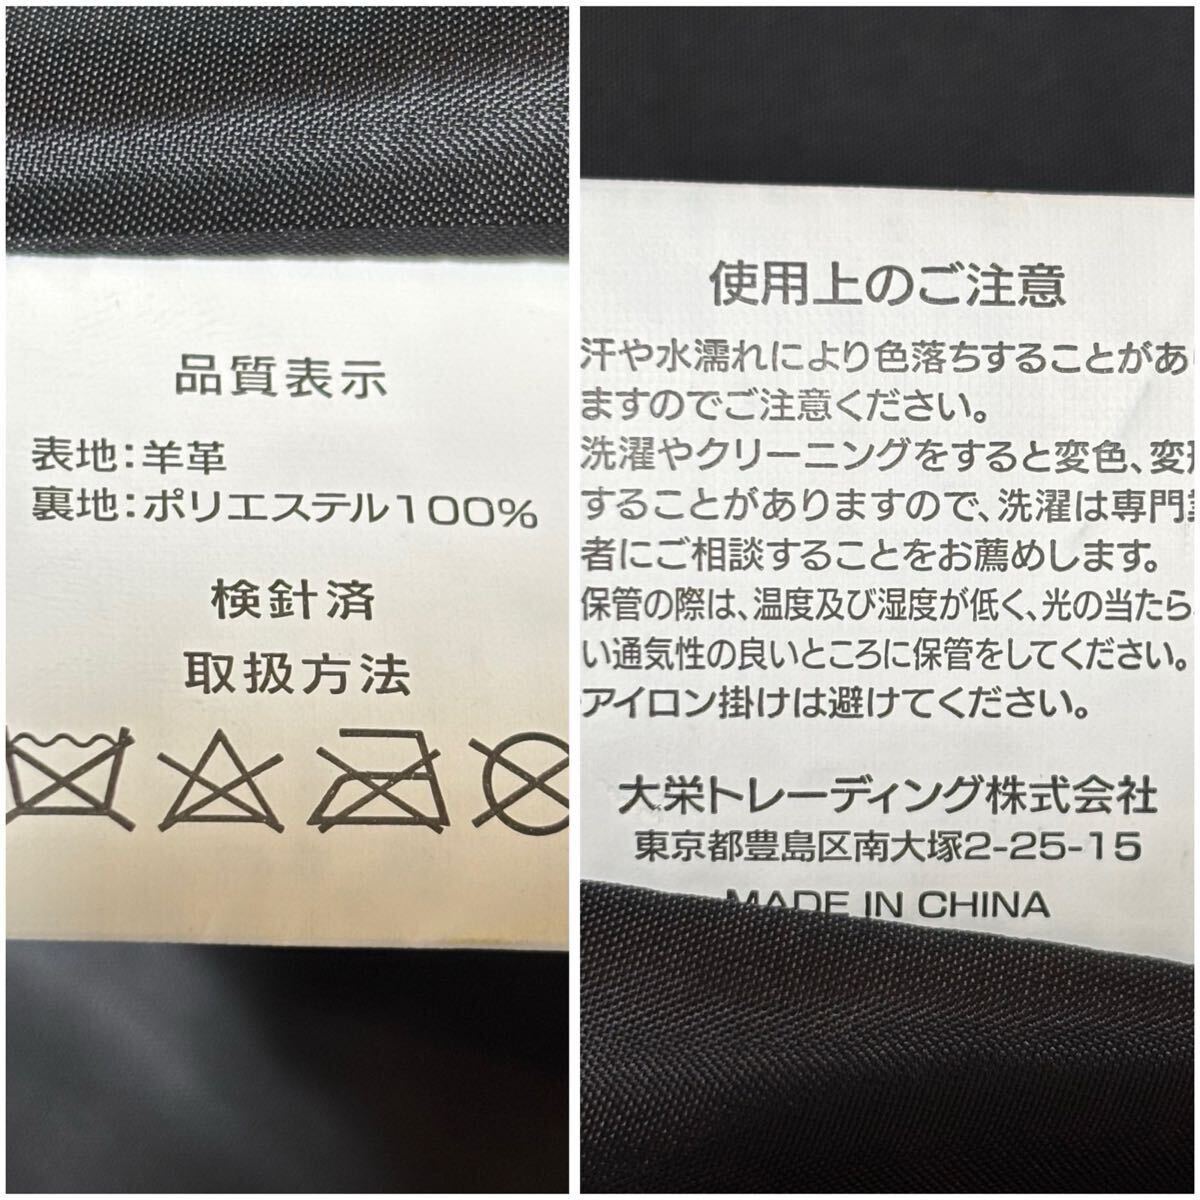 品質表示
表地:羊革
裏地:ポリエステル100%
検針済
取扱方法
使用上のご注意
汗や水濡れにより色落ちすることがあり
ますのでご注意ください。
洗濯やクリーニングをすると変色、変形
することがありますので、洗濯は専門業
者にご相談することをお薦めします。
保管の際は、温度及び湿度が低く、光の当たらな
い通気性の良いところに保管をしてください。
アイロン掛けは避けてください。
大栄トレーディング株式会社
東京都豊島区南大塚2-25-15
MADE IN CHINA